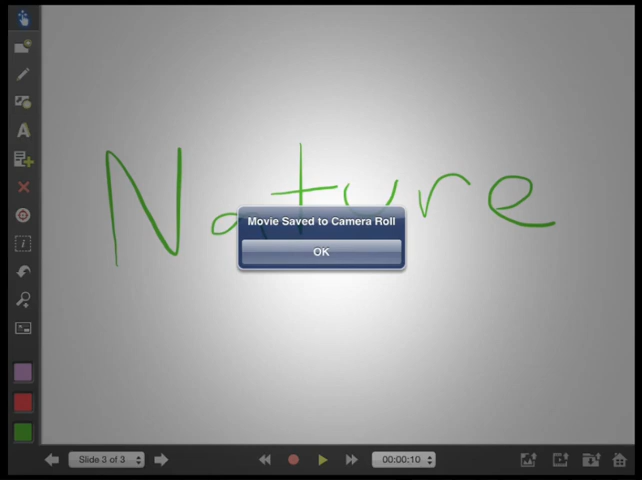 Nature
Movie Saved to Camera Roll
OK
A
Slide 3 of 3
00:00:10